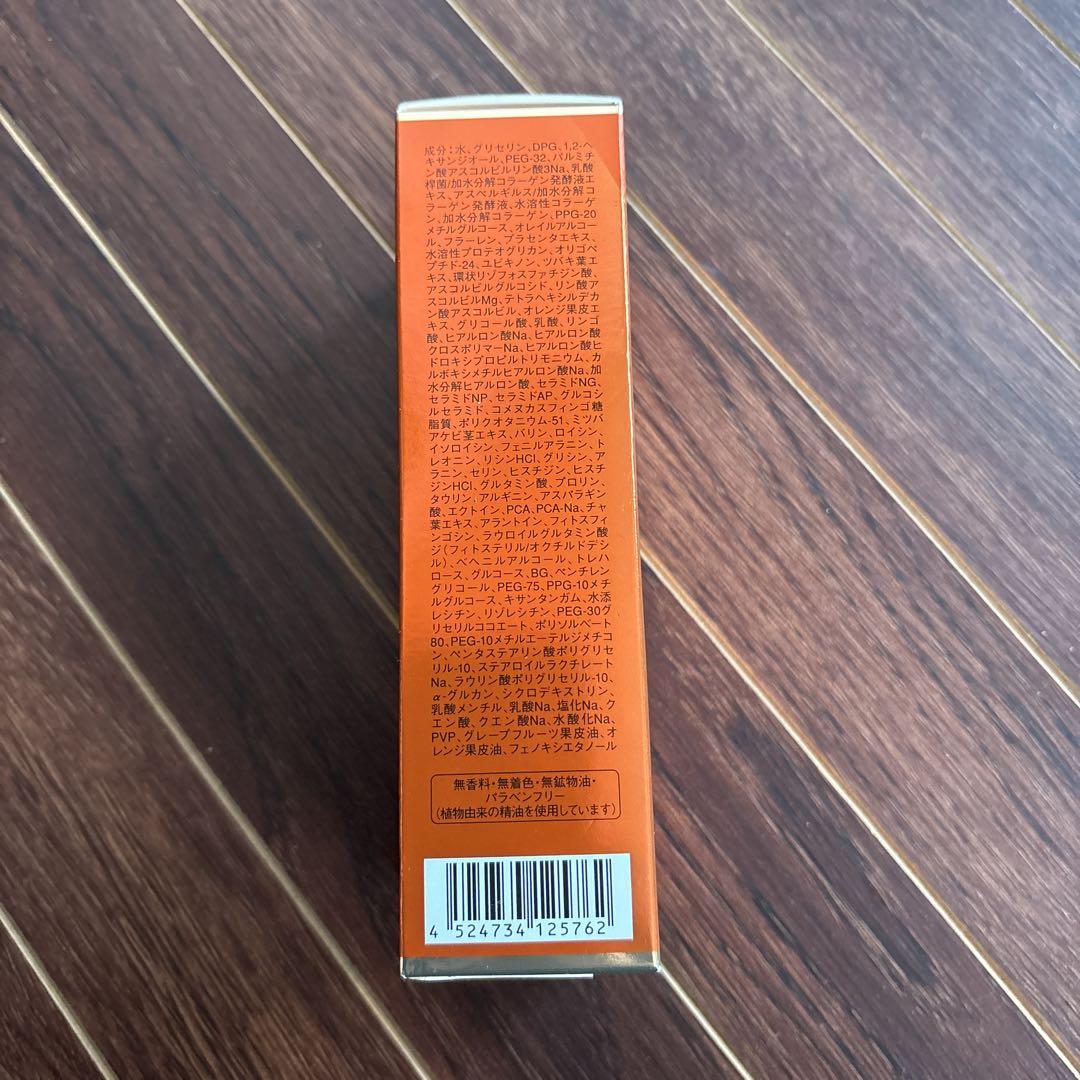 成分：水、グリセリン、DPG、1,2-ヘ
キサンジオール、PEG-32、パルミチ
ン酸アスコルビルリン酸3Na、乳酸
桿菌/加水分解コラーゲン発酵液エ
キス、アスペルギルス/加水分解コ
ラーゲン発酵液、水溶性コラーゲ
ン、加水分解コラーゲン、PPG-20
メチルグルコース、オレイルアルコー
ル、フラーレン、プラセンタエキス、
水溶性プロテオグリカン、オリゴペ
プチド-24、ユビキノン、ツバキ葉エ
キス、環状リゾフォスファチジン酸、
アスコルビルグルコシド、リン酸ア
スコルビルMg、テトラヘキシルデカ
ン酸アスコルビル、オレンジ果皮エ
キス、グリコール酸、乳酸、リンゴ
酸、ヒアルロン酸Na、ヒアルロン酸
クロスポリマーNa、ヒアルロン酸ヒ
ドロキシプロピルトリモニウム、カ
ルボキシメチルヒアルロン酸Na、加
水分解ヒアルロン酸、セラミドNG、
セラミドNP、セラミドAP、グルコシ
ルセラミド、コメヌカスフィンゴ糖
脂質、ポリクオタニウム-51、ミツバ
アケビ茎エキス、バリン、ロイシン、
イソロイシン、フェニルアラニン、ト
レオニン、リシンHCl、グリシン、ア
ラニン、セリン、ヒスチジン、ヒスチ
ジンHCl、グルタミン酸、プロリン、
タウリン、アルギニン、アスパラギン
酸、エクトイン、PCA、PCA-Na、チャ
葉エキス、アラントイン、フィトスフィ
ンゴシン、ラウロイルグルタミン酸
ジ(フィトステリル/オクチルドデシ
ル)、ベヘニルアルコール、トレハ
ロース、グルコース、BG、ペンチレン
グリコール、PEG-75、PPG-10メチ
ルグルコース、キサンタンガム、水添
レシチン、リゾレシチン、PEG-30グ
リセリルココエート、ポリソルベート
80、PEG-10メチルエーテルジメチコ
ン、ペンタステアリン酸ポリグリセ
リル-10、ステアロイルラクチレート
Na、ラウリン酸ポリグリセリル-10、
α-グルカン、シクロデキストリン、
乳酸メンチル、乳酸Na、塩化Na、ク
エン酸、クエン酸Na、水酸化Na、
PVP、グレープフルーツ果皮油、オ
レンジ果皮油、フェノキシエタノール
無香料・無着色・無鉱物油・
パラベンフリー
(植物由来の精油を使用しています)
4 524734 125762